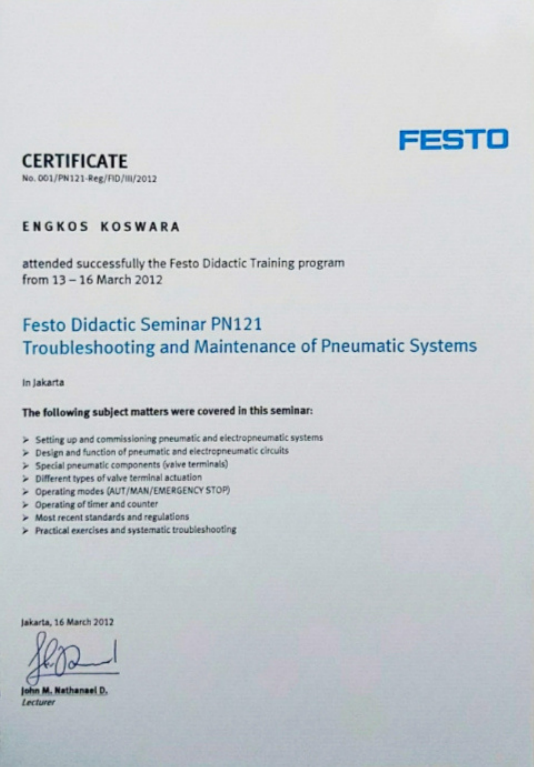 FESTO
CERTIFICATE
No. 001/PN121-Reg/FID/III/2012
ENGKOS KOSWARA
attended successfully the Festo Didactic Training program
from 13 – 16 March 2012
Festo Didactic Seminar PN121
Troubleshooting and Maintenance of Pneumatic Systems
in Jakarta
The following subject matters were covered in this seminar:
➢ Setting up and commissioning pneumatic and electropneumatic systems
➢ Design and function of pneumatic and electropneumatic circuits
➢ Special pneumatic components (valve terminals)
➢ Different types of valve terminal actuation
➢ Operating modes (AUT/MAN/EMERGENCY STOP)
➢ Operating of timer and counter
➢ Most recent standards and regulations
➢ Practical exercises and systematic troubleshooting
Jakarta, 16 March 2012
John M. Nathanael D.
Lecturer